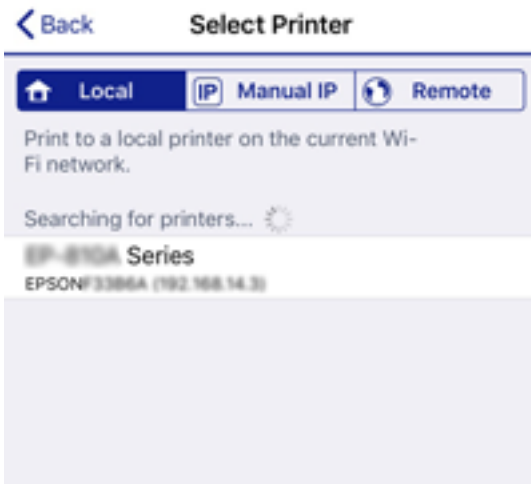 Back
Select Printer
Local
IP Manual IP
Remote
Print to a local printer on the current Wi-
Fi network.
Searching for printers...
Series
EPSON